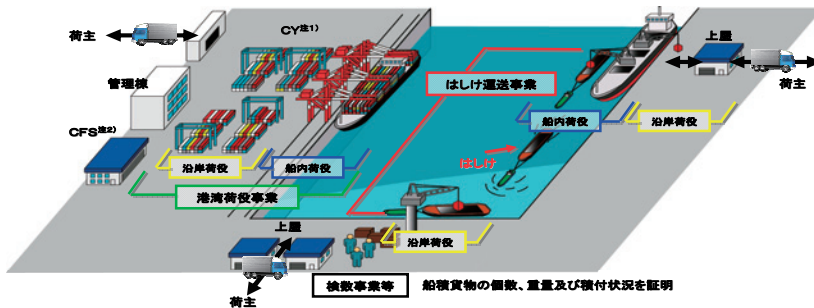 荷主
CY注1)
上屋
荷主
管理棟
はしけ運送事業
CFS注2)
船内荷役
沿岸荷役
沿岸荷役
船内荷役
はしけ
港湾荷役事業
上屋
沿岸荷役
検数事業等
船積貨物の個数、重量及び積付状況を証明
荷主